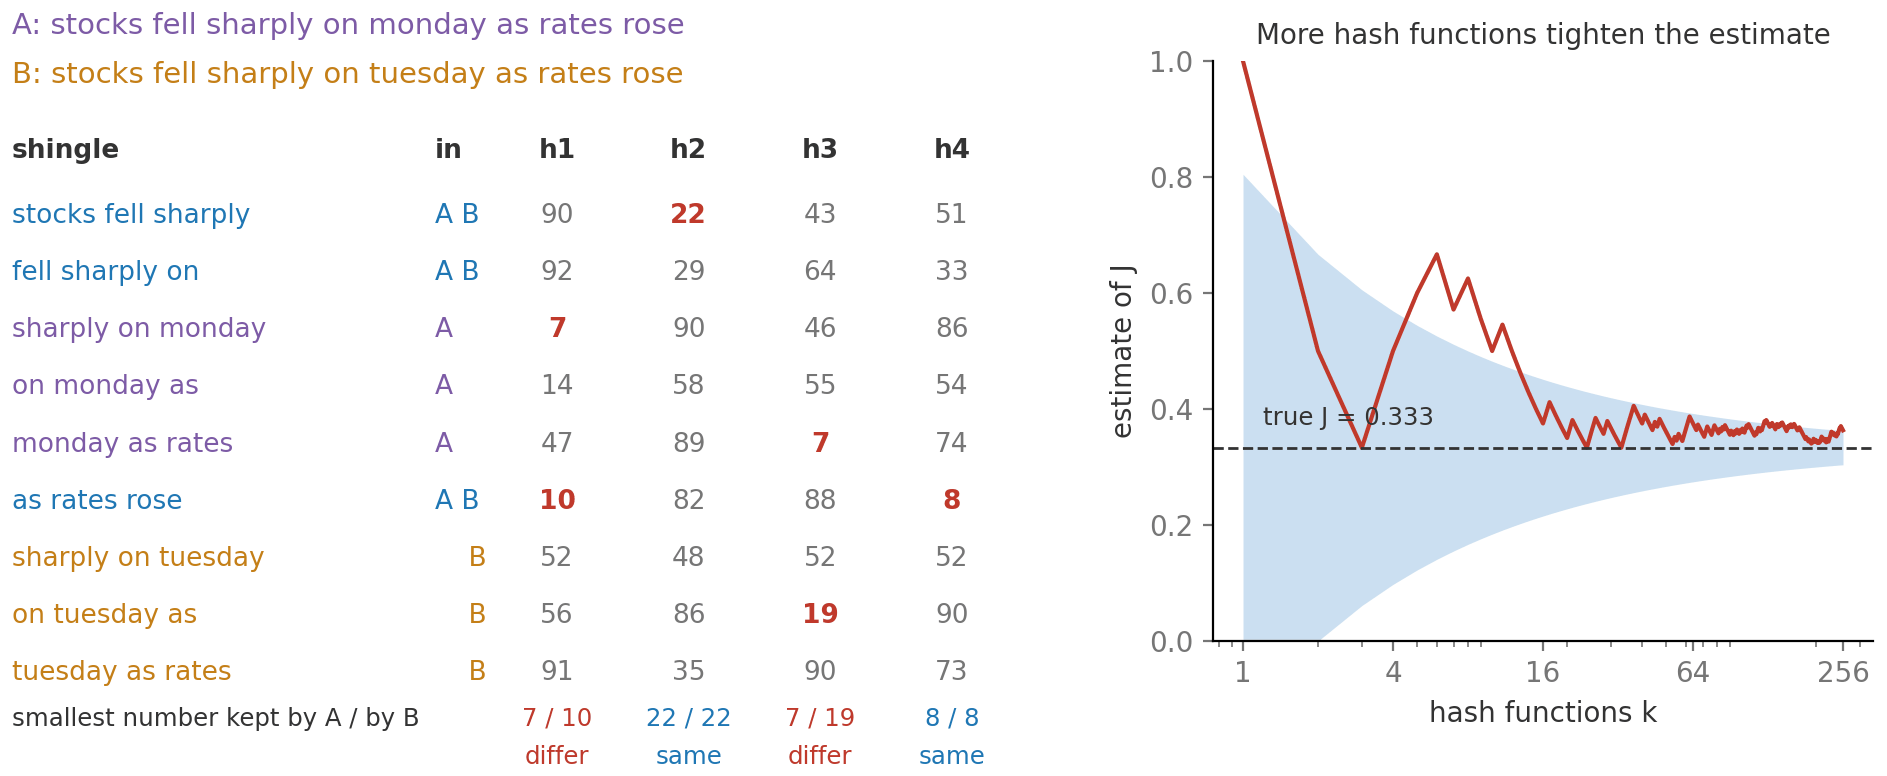 A: stocks fell sharply on monday as rates rose
B: stocks fell sharply on tuesday as rates rose
shingle in h1 h2 h3 h4
stocks fell sharply A B 90 22 43 51
fell sharply on A B 92 29 64 33
sharply on monday A 7 90 46 86
on monday as A 14 58 55 54
monday as rates A 47 89 7 74
as rates rose A B 10 82 88 8
sharply on tuesday B 52 48 52 52
on tuesday as B 56 86 19 90
tuesday as rates B 91 35 90 73
smallest number kept by A / by B 7 / 10 22 / 22 7 / 19 8 / 8
differ same differ same
More hash functions tighten the estimate
estimate of J
1.0
0.8
0.6
0.4
0.2
0.0
true J = 0.333
1 4 16 64 256
hash functions k